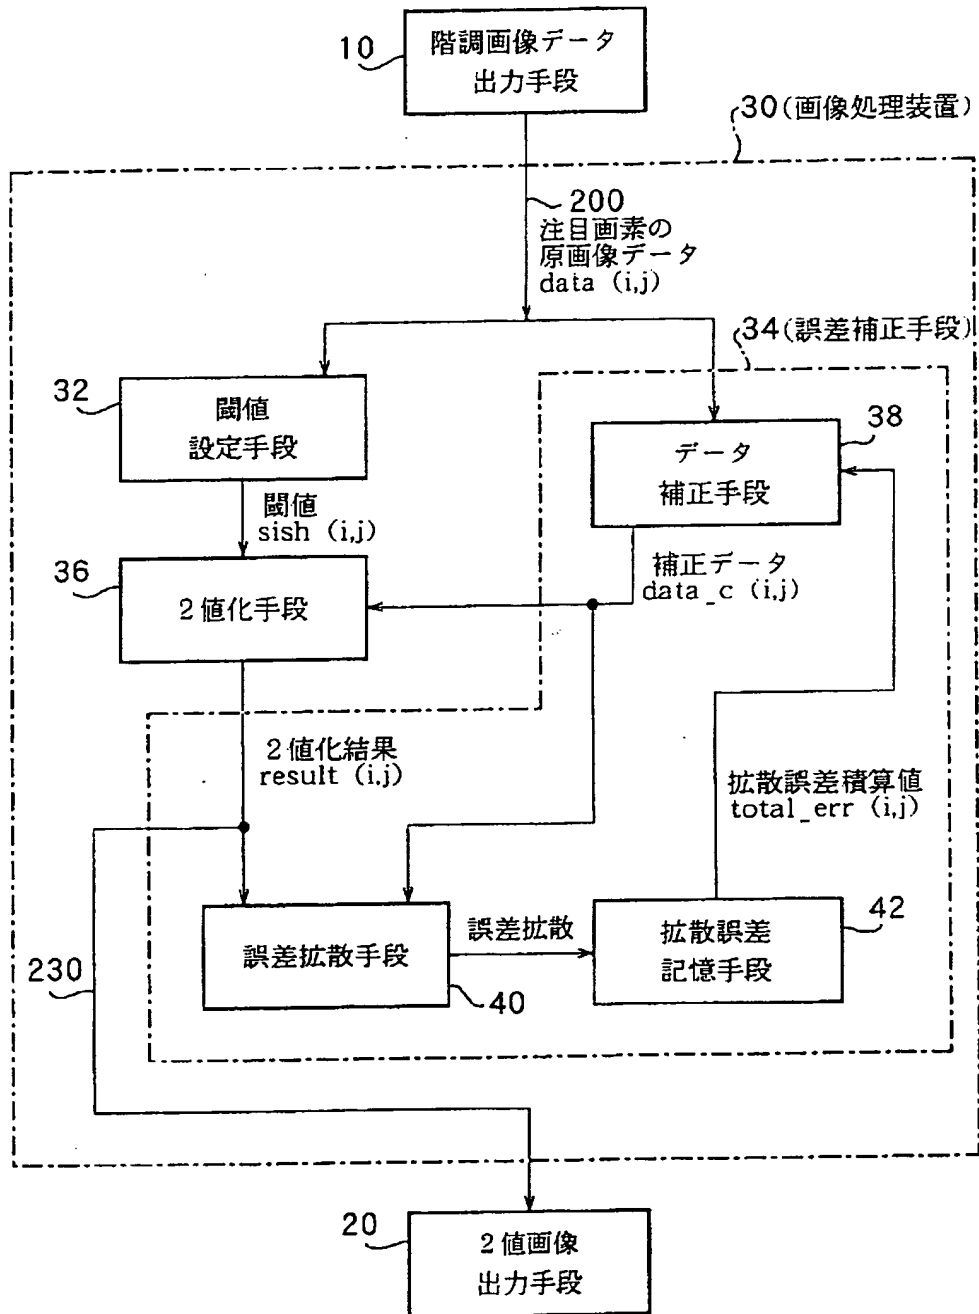 10
階調画像データ
出力手段
30(画像処理装置)
200
注目画素の
原画像データ
data (i,j)
34(誤差補正手段)
32
閾値
設定手段
38
データ
補正手段
閾値
sish (i,j)
36
2値化手段
補正データ
data_c (i,j)
2値化結果
result (i,j)
拡散誤差積算値
total_err (i,j)
誤差拡散手段
40
誤差拡散
拡散誤差
記憶手段
42
230
20
2値画像
出力手段